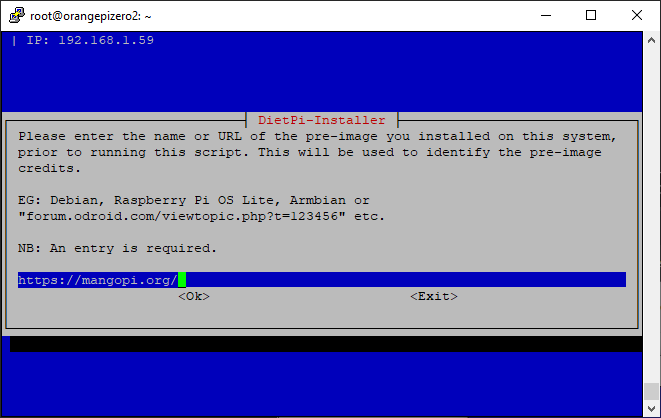 root@orangepizero2: ~
| IP: 192.168.1.59
DietPi-Installer
Please enter the name or URL of the pre-image you installed on this system,
prior to running this script. This will be used to identify the pre-image
credits.
EG: Debian, Raspberry Pi OS Lite, Armbian or
"forum.odroid.com/viewtopic.php?t=123456" etc.
NB: An entry is required.
https://mangopi.org/
<Ok> <Exit>